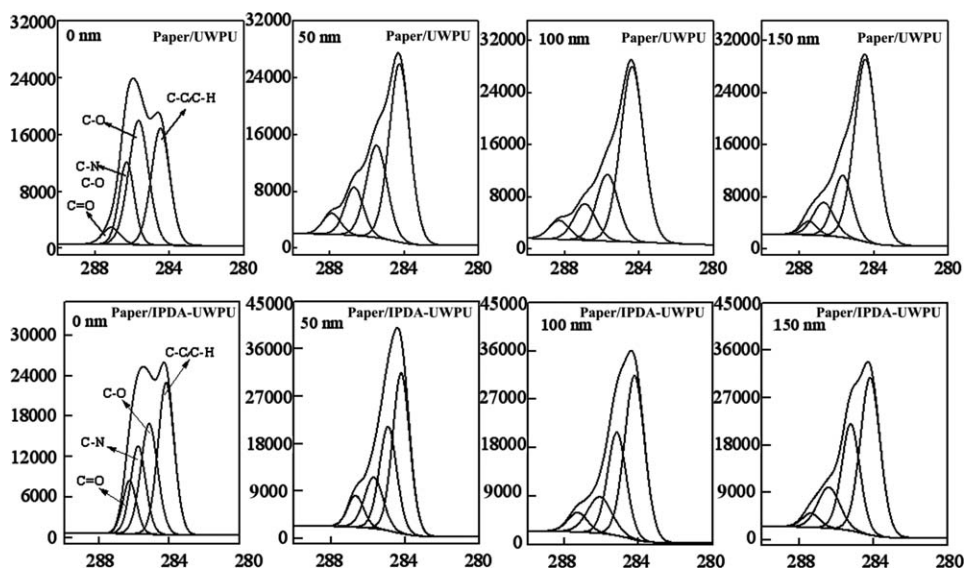 32000
24000
16000
8000
0
0 nm
Paper/UWPU
C-O
C-C/C-H
C-N
C-O
C=O
288
284
280
32000
24000
16000
8000
0
50 nm
Paper/UWPU
288
284
280
32000
24000
16000
8000
0
100 nm
Paper/UWPU
288
284
280
32000
24000
16000
8000
0
150 nm
Paper/UWPU
288
284
280
30000
24000
18000
12000
6000
0
Paper/IPDA-UWPU
0 nm
C-C/C-H
C-O
C-N
C=O
288
284
280
45000
36000
27000
18000
9000
0
Paper/IPDA-UWPU
50 nm
288
284
280
45000
36000
27000
18000
9000
0
Paper/IPDA-UWPU
100 nm
288
284
280
45000
36000
27000
18000
9000
0
Paper/IPDA-UWPU
150 nm
288
284
280